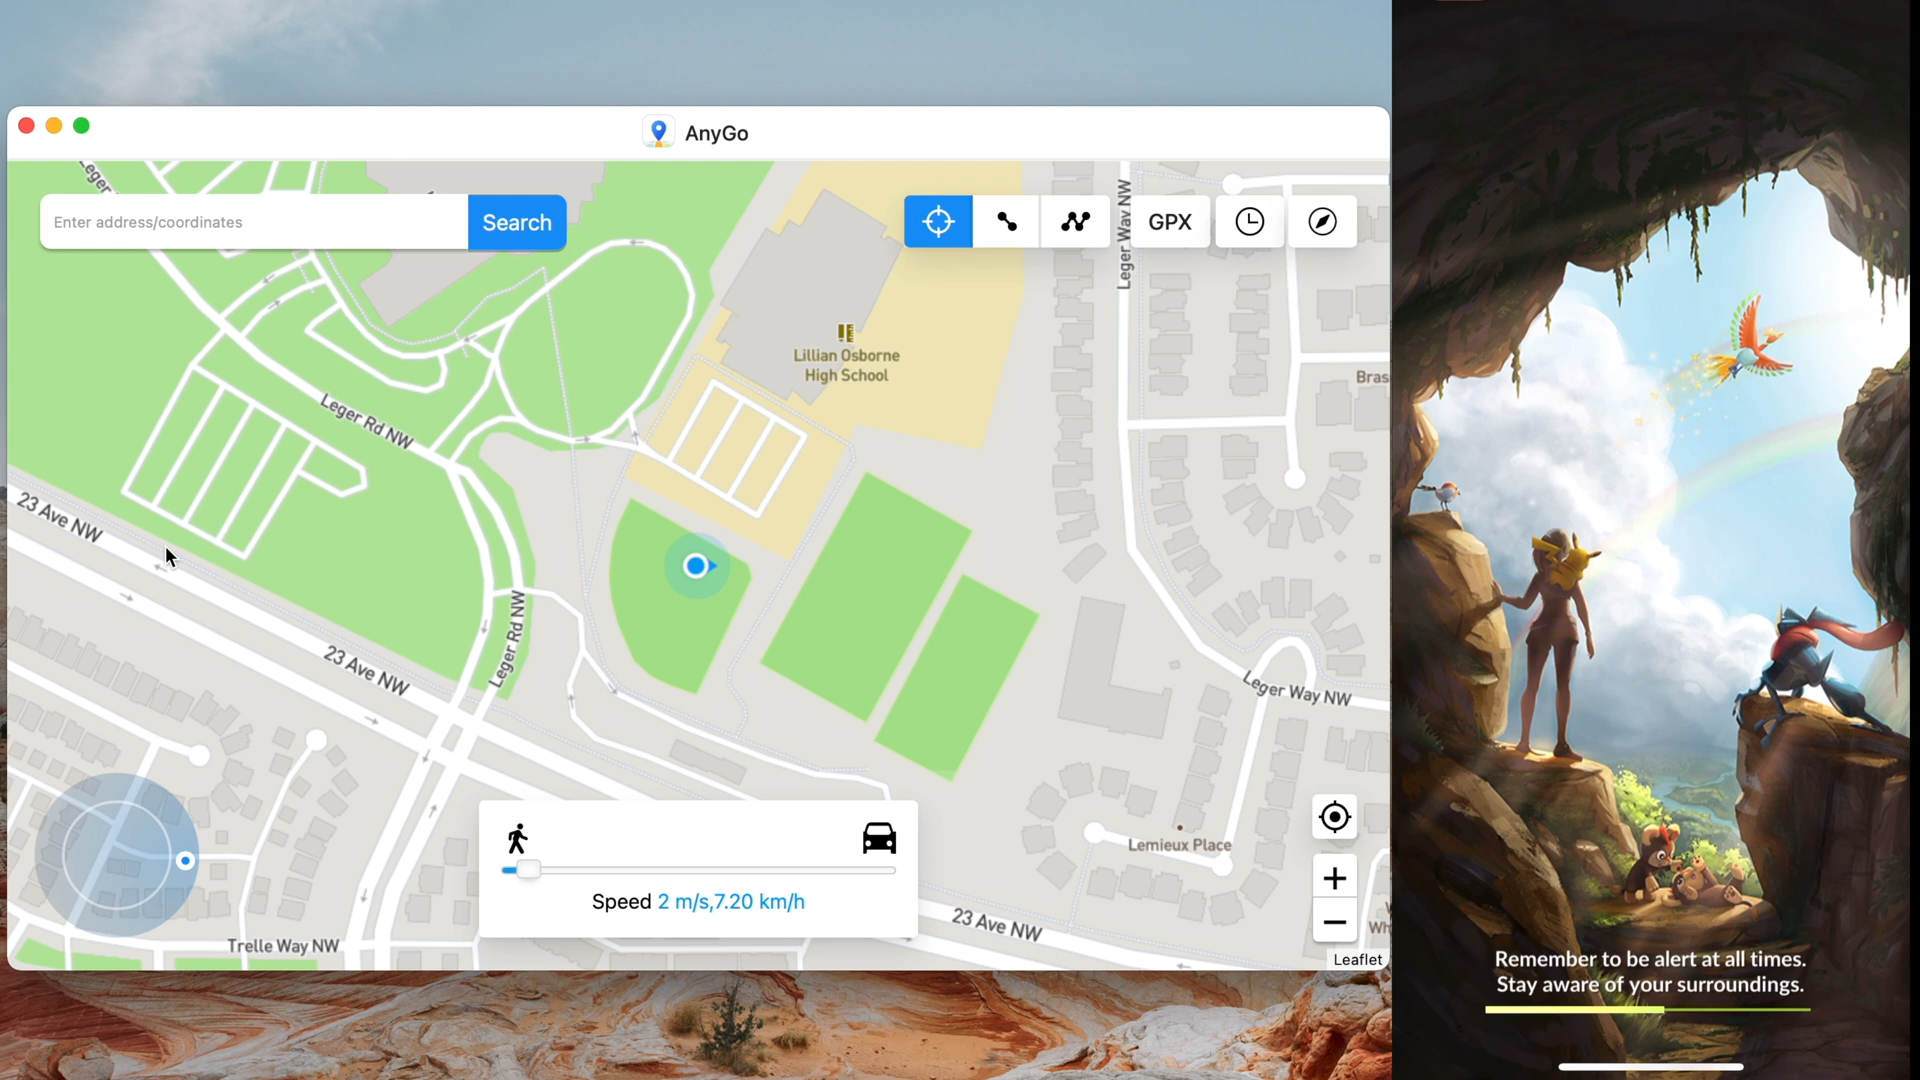 AnyGo
Leger
Enter address/coordinates
Search
GPX
Leger Way NW
Lillian Osborne
High School
Bras
Leger Rd NW
23 Ave NW
Leger Rd NW
23 Ave NW
Leger Way NW
Lemieux Place
Speed 2 m/s,7.20 km/h
23 Ave NW
Wh
Trelle Way NW
Leaflet
Remember to be alert at all times.
Stay aware of your surroundings.